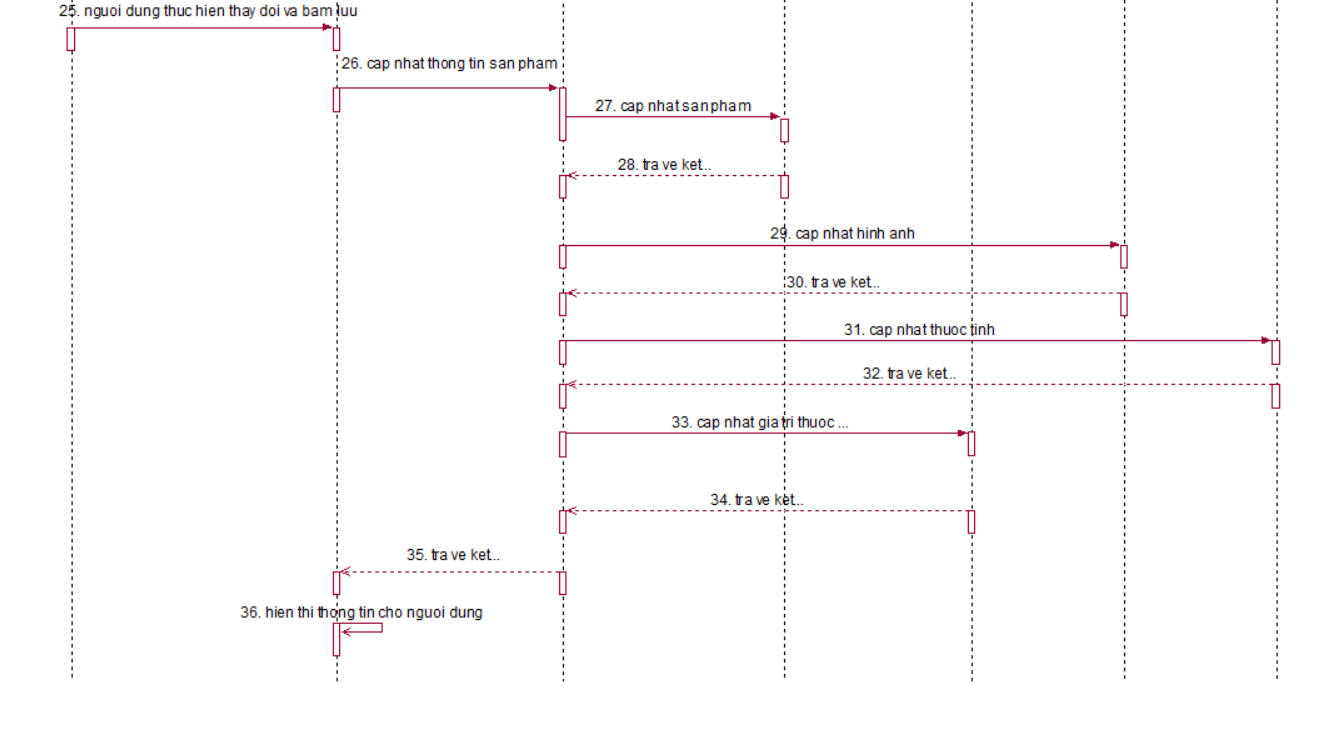 25. nguoi dung thuc hien thay doi va bam luu
26. cap nhat thong tin san pham
27. cap nhat san pham
28. tra ve ket..
29. cap nhat hinh anh
30. tra ve ket..
31. cap nhat thuoc tinh
32. tra ve ket..
33. cap nhat gia tri thuoc ...
34. tra ve ket..
35. tra ve ket..
36. hien thi thong tin cho nguoi dung